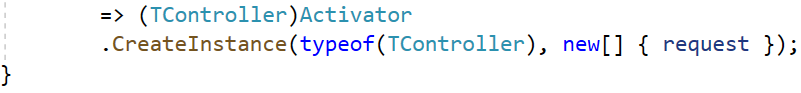 => (TController)Activator
.CreateInstance(typeof(TController), new[] { request });
}